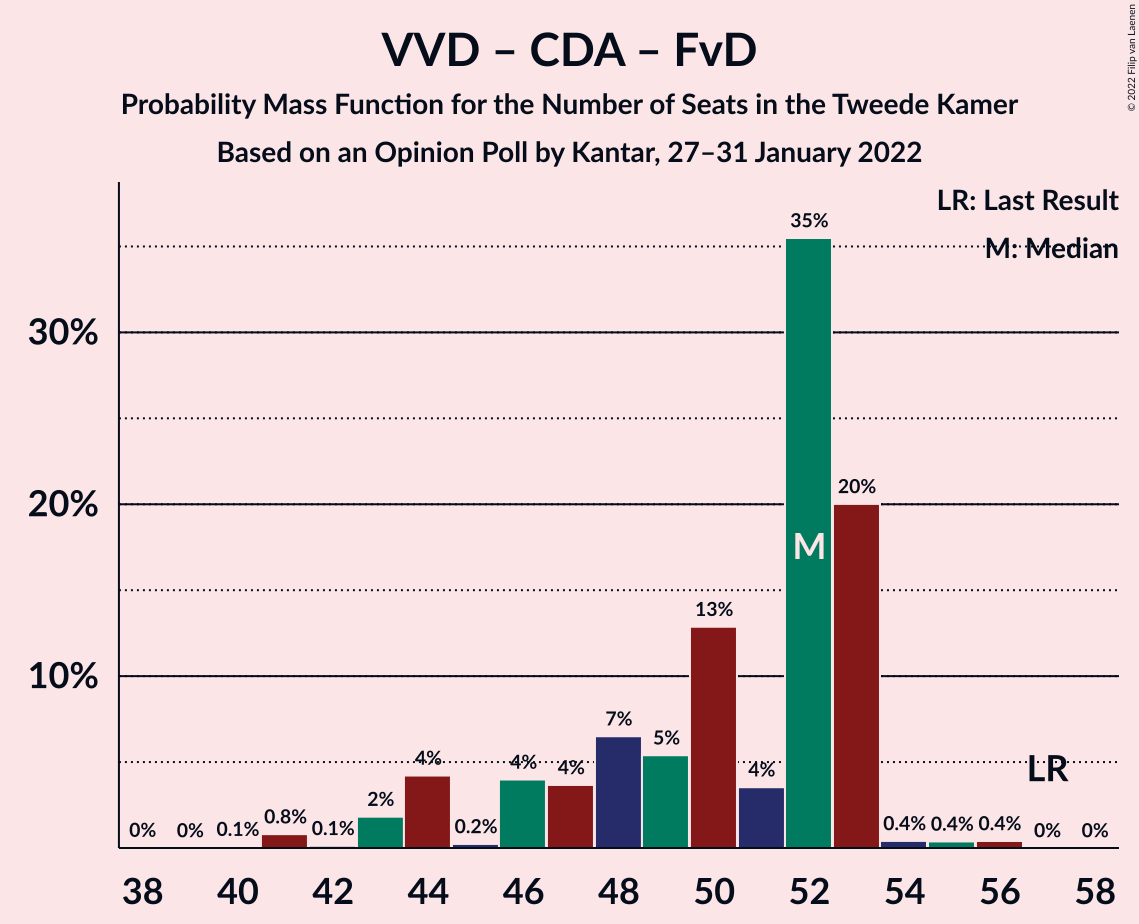 VVD – CDA – FvD
Probability Mass Function for the Number of Seats in the Tweede Kamer
Based on an Opinion Poll by Kantar, 27–31 January 2022
© 2022 Filip van Laenen
LR: Last Result
M: Median
30%
20%
10%
0% 0% 0.1% 0.8% 0.1% 2% 4% 0.2% 4% 4% 7% 5% 13% 4% 35% 20% 0.4% 0.4% 0.4% 0% 0%
M
LR
38 40 42 44 46 48 50 52 54 56 58